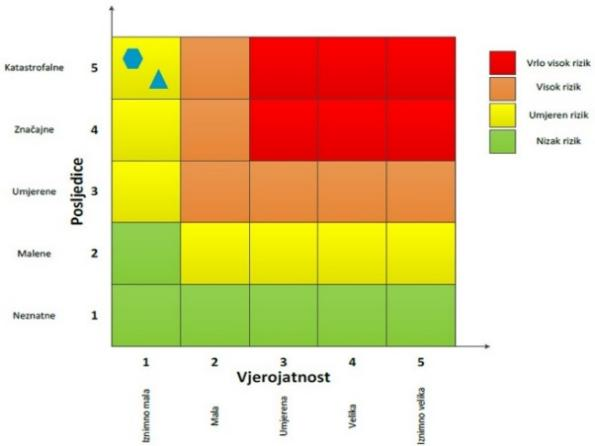 Katastrofalne 5
Značajne 4
Umjerene 3
Malene 2
Neznatne 1
Posljedice
1 2 3 4 5
Vjerojatnost
Iznimno mala
Mala
Umjerena
Velika
Iznimno velika
Vrlo visok rizik
Visok rizik
Umjeren rizik
Nizak rizik